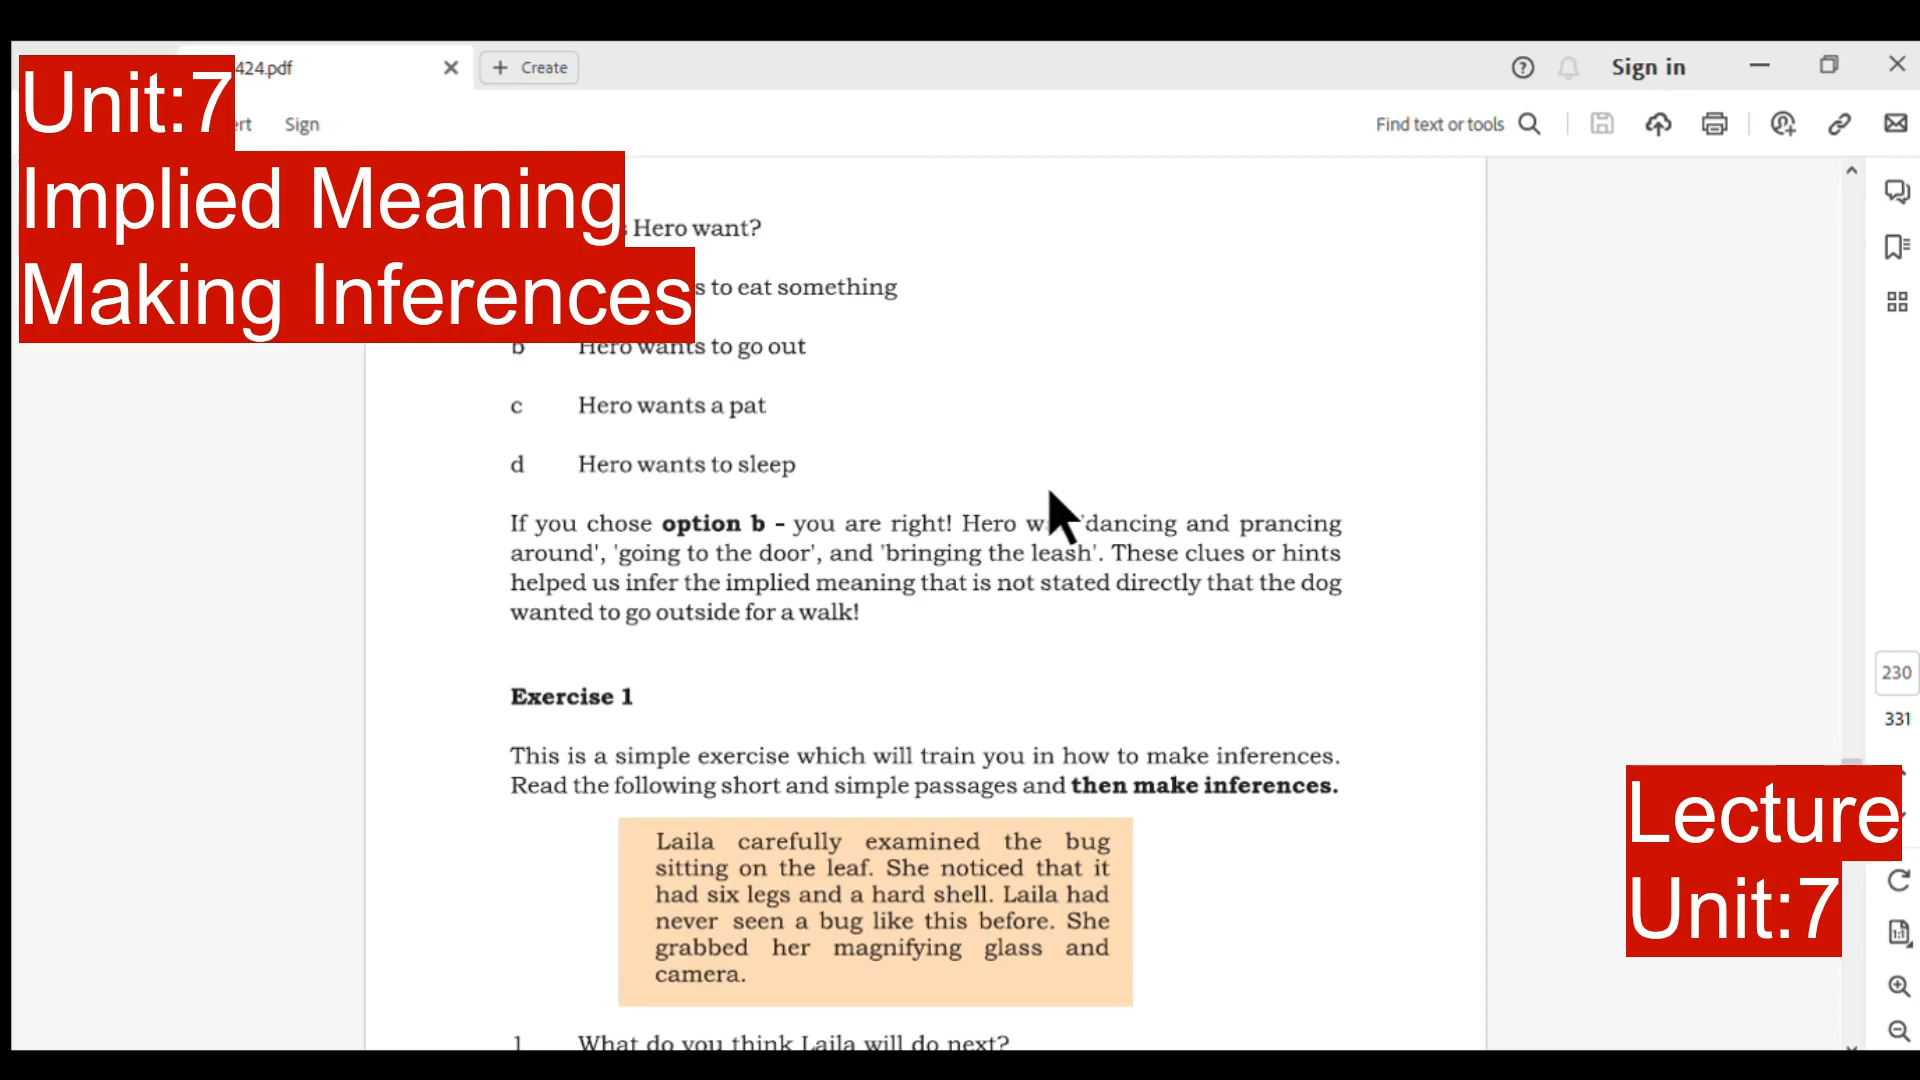 Unit:7
Implied Meaning
Making Inferences
424.pdf
Create
Sign in
Sign
Find text or tools
Hero want?
s to eat something
b Hero wants to go out
c Hero wants a pat
d Hero wants to sleep
If you chose option b - you are right! Hero 'dancing and prancing
around', 'going to the door', and 'bringing the leash'. These clues or hints
helped us infer the implied meaning that is not stated directly that the dog
wanted to go outside for a walk!
Exercise 1
This is a simple exercise which will train you in how to make inferences.
Read the following short and simple passages and then make inferences.
Laila carefully examined the bug
sitting on the leaf. She noticed that it
had six legs and a hard shell. Laila had
never seen a bug like this before. She
grabbed her magnifying glass and
camera.
1 What do you think Laila will do next?
230
331
Lecture
Unit:7